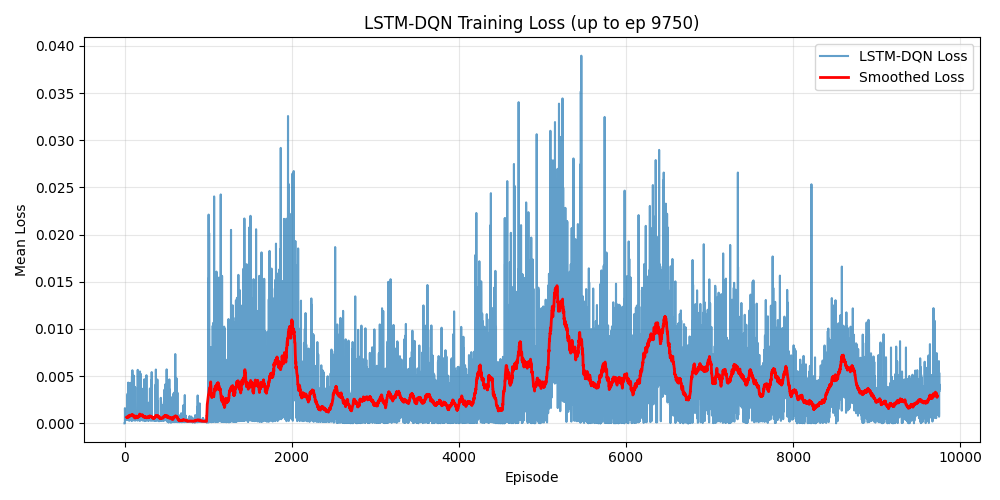 LSTM-DQN Training Loss (up to ep 9750)
LSTM-DQN Loss
Smoothed Loss
Mean Loss
0.040
0.035
0.030
0.025
0.020
0.015
0.010
0.005
0.000
0 2000 4000 6000 8000 10000
Episode